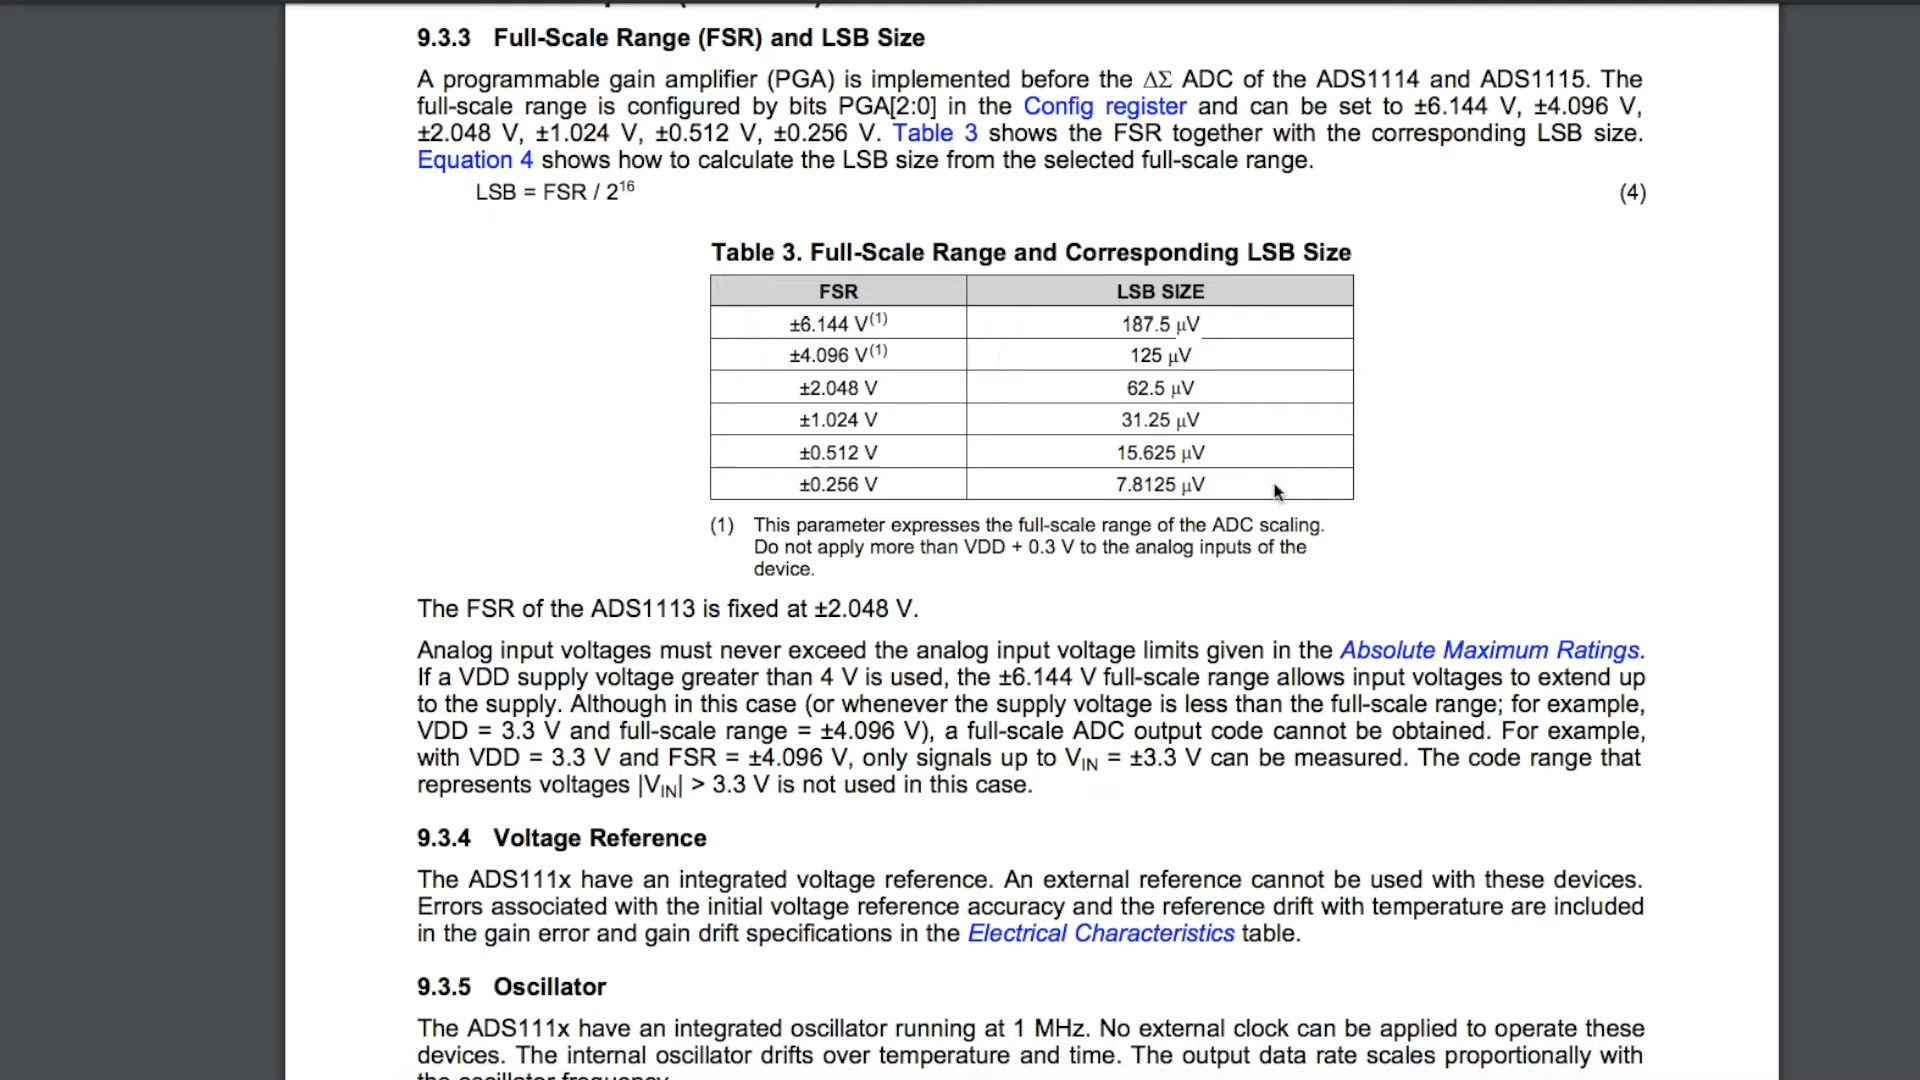 9.3.3 Full-Scale Range (FSR) and LSB Size
A programmable gain amplifier (PGA) is implemented before the ΔΣ ADC of the ADS1114 and ADS1115. The
full-scale range is configured by bits PGA[2:0] in the Config register and can be set to ±6.144 V, ±4.096 V,
±2.048 V, ±1.024 V, ±0.512 V, ±0.256 V. Table 3 shows the FSR together with the corresponding LSB size.
Equation 4 shows how to calculate the LSB size from the selected full-scale range.
LSB = FSR / 2^16 (4)
Table 3. Full-Scale Range and Corresponding LSB Size
FSR LSB SIZE
±6.144 V(1) 187.5 μV
±4.096 V(1) 125 μV
±2.048 V 62.5 μV
±1.024 V 31.25 μV
±0.512 V 15.625 μV
±0.256 V 7.8125 μV
(1) This parameter expresses the full-scale range of the ADC scaling.
Do not apply more than VDD + 0.3 V to the analog inputs of the
device.
The FSR of the ADS1113 is fixed at ±2.048 V.
Analog input voltages must never exceed the analog input voltage limits given in the Absolute Maximum Ratings.
If a VDD supply voltage greater than 4 V is used, the ±6.144 V full-scale range allows input voltages to extend up
to the supply. Although in this case (or whenever the supply voltage is less than the full-scale range; for example,
VDD = 3.3 V and full-scale range = ±4.096 V), a full-scale ADC output code cannot be obtained. For example,
with VDD = 3.3 V and FSR = ±4.096 V, only signals up to VIN = ±3.3 V can be measured. The code range that
represents voltages |VIN| > 3.3 V is not used in this case.
9.3.4 Voltage Reference
The ADS111x have an integrated voltage reference. An external reference cannot be used with these devices.
Errors associated with the initial voltage reference accuracy and the reference drift with temperature are included
in the gain error and gain drift specifications in the Electrical Characteristics table.
9.3.5 Oscillator
The ADS111x have an integrated oscillator running at 1 MHz. No external clock can be applied to operate these
devices. The internal oscillator drifts over temperature and time. The output data rate scales proportionally with
the oscillator frequency.